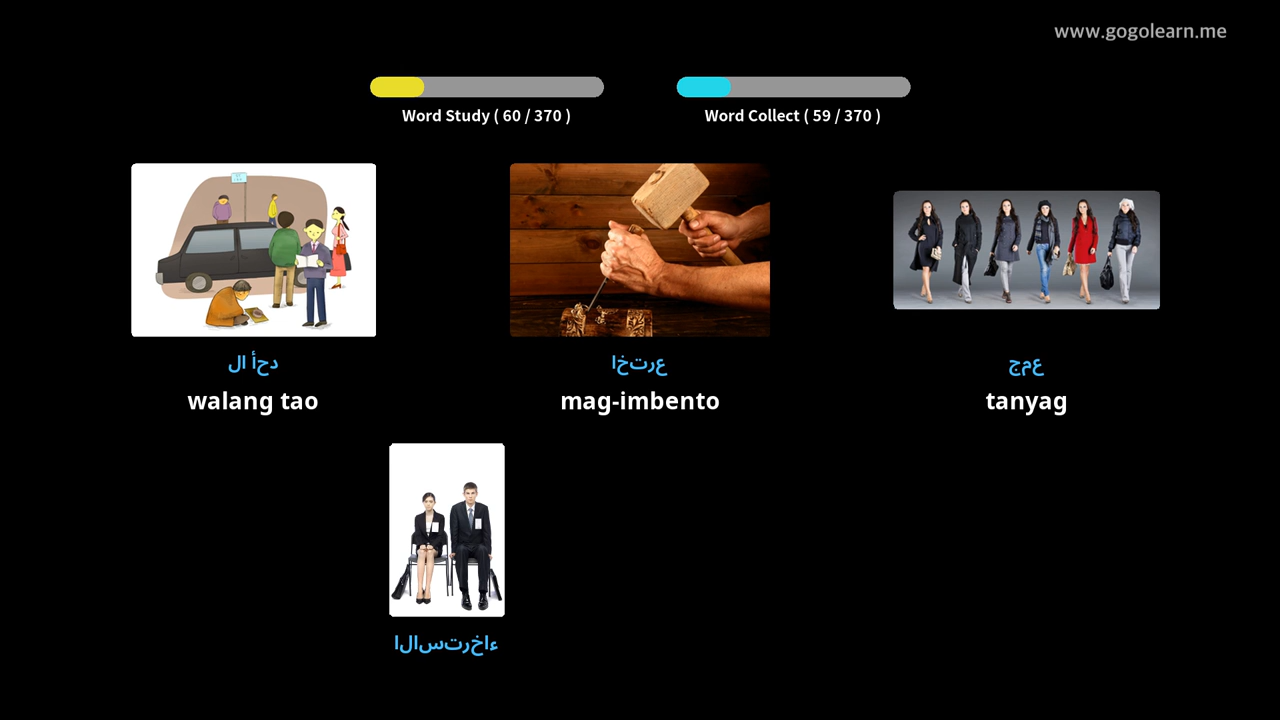 www.gogolearn.me
Word Study ( 60 / 370 )
Word Collect ( 59 / 370 )
لا أحد
walang tao
اخترع
mag-imbento
جمع
tanyag
الاسترخاء